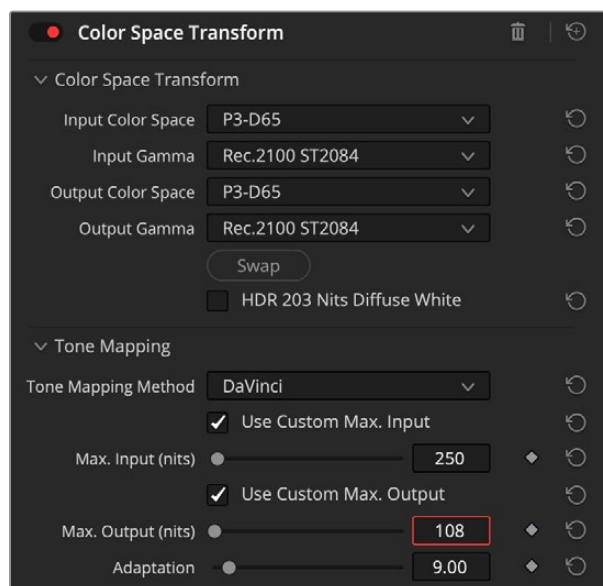 Color Space Transform
Color Space Transform
Input Color Space P3-D65
Input Gamma Rec.2100 ST2084
Output Color Space P3-D65
Output Gamma Rec.2100 ST2084
Swap
HDR 203 Nits Diffuse White
Tone Mapping
Tone Mapping Method DaVinci
Use Custom Max. Input
Max. Input (nits) 250
Use Custom Max. Output
Max. Output (nits) 108
Adaptation 9.00